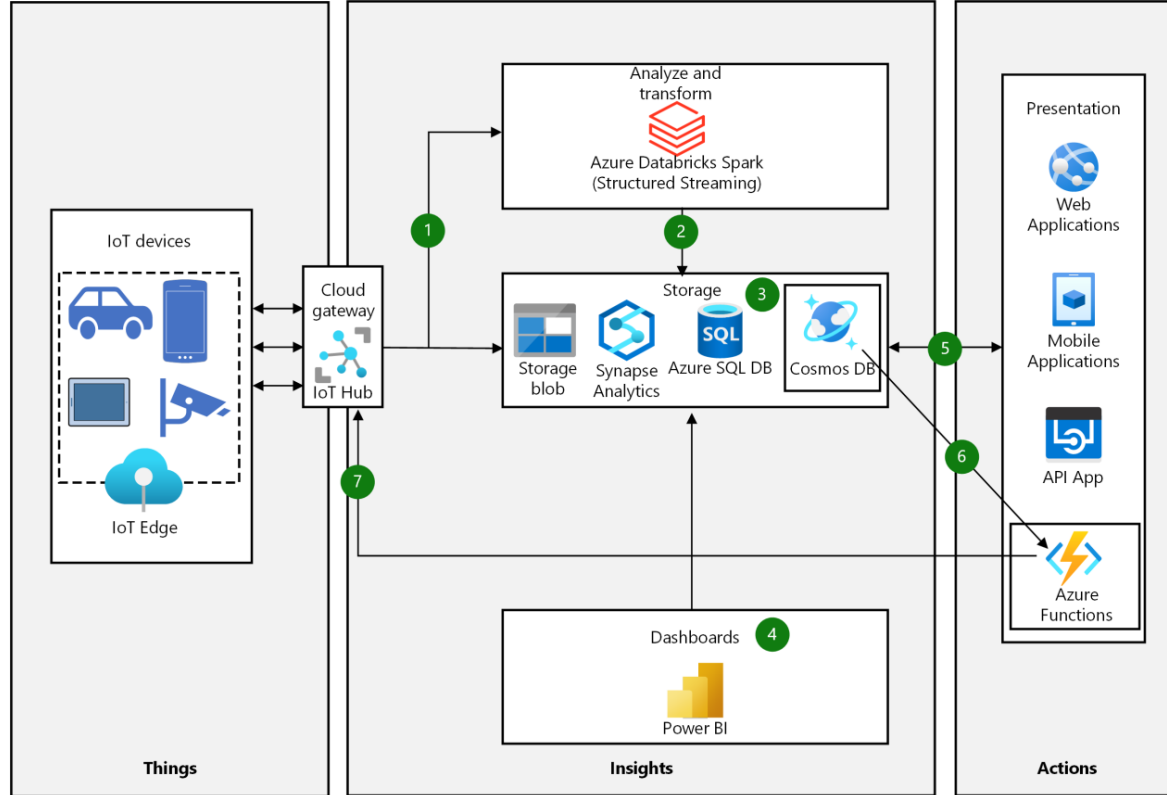 Analyze and
transform
Azure Databricks Spark
(Structured Streaming)
Presentation
Web
Applications
1
2
IoT devices
Cloud
gateway
IoT Hub
Storage
3
Storage
blob
Synapse
Analytics
SQL
Azure SQL DB
Cosmos DB
5
Mobile
Applications
6
API App
7
IoT Edge
Azure
Functions
Dashboards
4
Power BI
Things
Insights
Actions